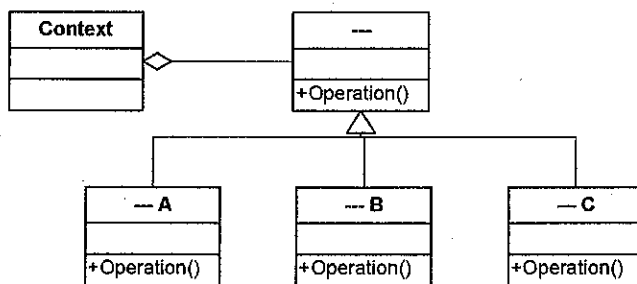 Context
---
+Operation()
--- A
--- B
--- C
+Operation()
+Operation()
+Operation()